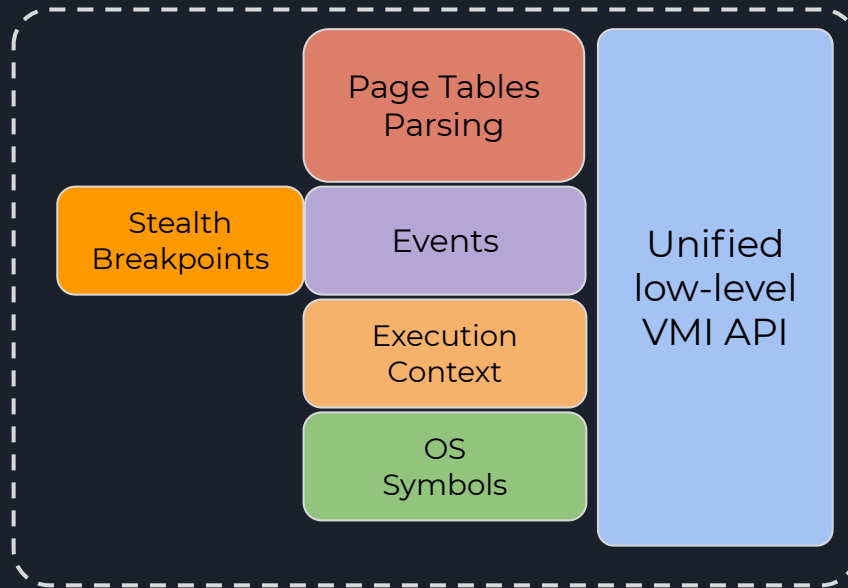 Page Tables
Parsing
Stealth
Breakpoints
Events
Execution
Context
OS
Symbols
Unified
low-level
VMI API